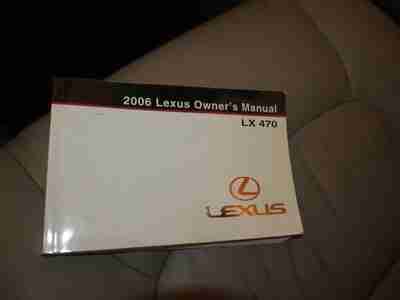 2006 Lexus Owner's Manual
LX 470
LEXUS